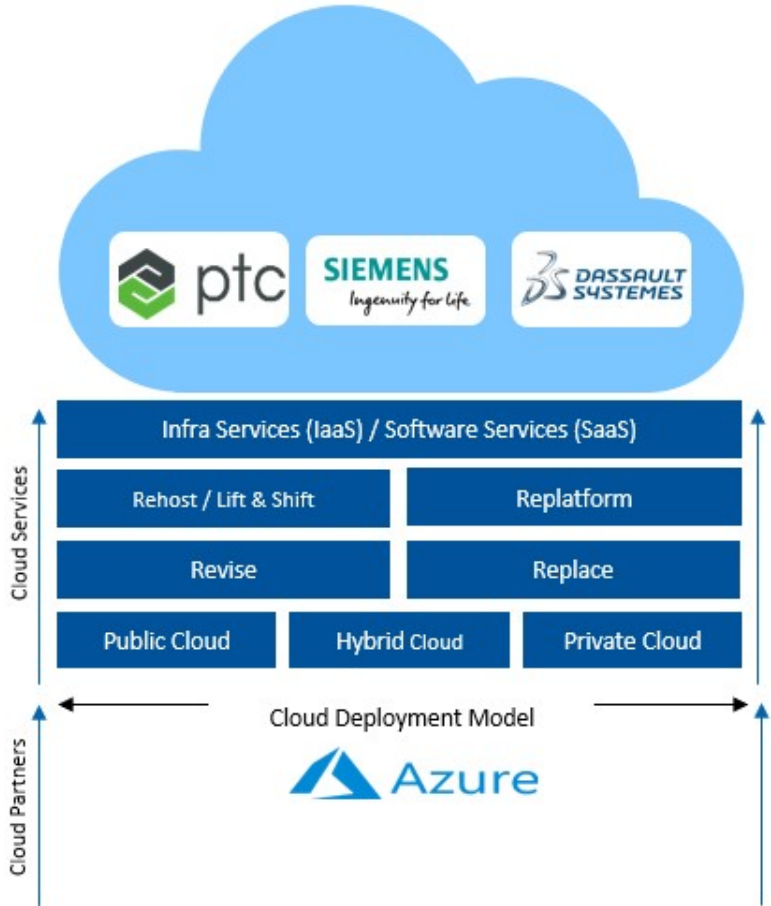 ptc
SIEMENS
Ingenuity for life
DASSAULT
SYSTEMES
Infra Services (IaaS) / Software Services (SaaS)
Rehost / Lift & Shift
Replatform
Revise
Replace
Public Cloud
Hybrid Cloud
Private Cloud
Cloud Services
Cloud Deployment Model
Azure
Cloud Partners